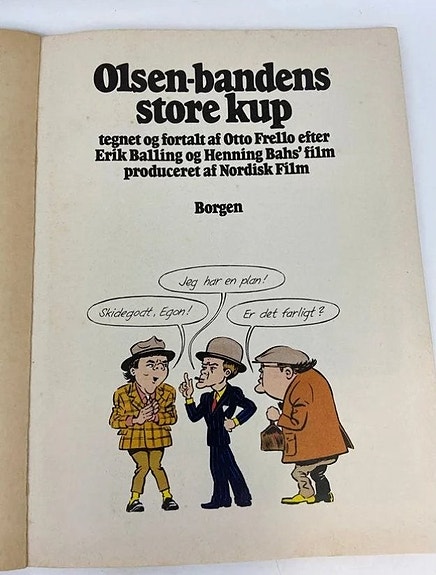 Olsen-bandens
store kup
tegnet og fortalt af Otto Frello efter
Erik Balling og Henning Bahs' film
produceret af Nordisk Film
Borgen
Jeg har en plan!
Skidegodt, Egon!
Er det farligt?